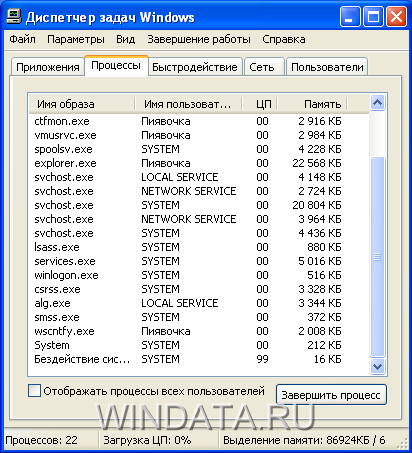 Диспетчер задач Windows
Файл Параметры Вид Завершение работы Справка
Приложения Процессы Быстродействие Сеть Пользователи
Имя образа Имя пользоват... ЦП Память
ctfmon.exe Пиявочка 00 2 916 КБ
vmusrvc.exe Пиявочка 00 2 984 КБ
spoolsv.exe SYSTEM 00 4 228 КБ
explorer.exe Пиявочка 00 22 568 КБ
svchost.exe LOCAL SERVICE 00 4 148 КБ
svchost.exe NETWORK SERVICE 00 2 724 КБ
svchost.exe SYSTEM 00 20 804 КБ
svchost.exe NETWORK SERVICE 00 3 964 КБ
svchost.exe SYSTEM 00 4 436 КБ
lsass.exe SYSTEM 00 880 КБ
services.exe SYSTEM 00 5 016 КБ
winlogon.exe SYSTEM 00 516 КБ
csrss.exe SYSTEM 00 3 328 КБ
alg.exe LOCAL SERVICE 00 3 344 КБ
smss.exe SYSTEM 00 372 КБ
wscntfy.exe Пиявочка 00 2 008 КБ
System SYSTEM 00 212 КБ
Бездействие сис... SYSTEM 99 16 КБ
Отображать процессы всех пользователей Завершить процесс
WINDATA.RU
Процессов: 22 Загрузка ЦП: 0% Выделение памяти: 86924КБ / 6